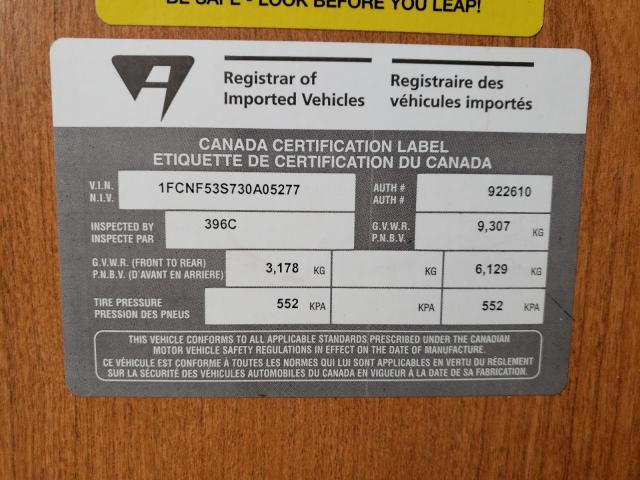 BE SAFE - LOOK BEFORE YOU LEAP!
Registrar of
Imported Vehicles
Registraire des
véhicules importés
CANADA CERTIFICATION LABEL
ETIQUETTE DE CERTIFICATION DU CANADA
V.I.N. 1FCNF53S730A05277 AUTH # 922610
N.I.V. AUTH #
INSPECTED BY 396C G.V.W.R. 9,307 KG
INSPECTE PAR P.N.B.V.
G.V.W.R. (FRONT TO REAR) 3,178 KG KG 6,129 KG
P.N.B.V. (D'AVANT EN ARRIERE)
TIRE PRESSURE 552 KPA KPA 552 KPA
PRESSION DES PNEUS
THIS VEHICLE CONFORMS TO ALL APPLICABLE STANDARDS PRESCRIBED UNDER THE CANADIAN
MOTOR VEHICLE SAFETY REGULATIONS IN EFFECT ON THE DATE OF MANUFACTURE.
CE VÉHICULE EST CONFORME À TOUTES LES NORMES QUI LUI SONT APPLICABLES EN VERTU DU RÉGLEMENT
SUR LA SÉCURITÉ DES VÉHICULES AUTOMOBILES DU CANADA EN VIGUEUR À LA DATE DE SA FABRICATION.